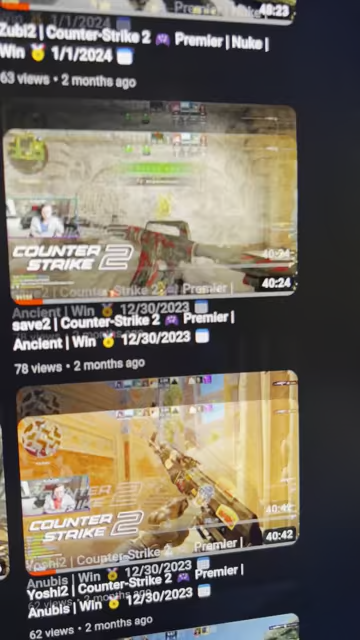 48:23
Zubi2 | Counter-Strike 2 🎮 Premier | Nuke |
Win 🏅 1/1/2024 🗓️
63 views • 2 months ago
COUNTER
STRIKE 2
40:24
save2 | Counter-Strike 2 🎮 Premier |
Ancient | Win 🏅 12/30/2023 🗓️
78 views • 2 months ago
COUNTER
STRIKE 2
40:42
Yoshi2 | Counter-Strike 2 🎮 Premier |
Anubis | Win 🏅 12/30/2023 🗓️
62 views • 2 months ago